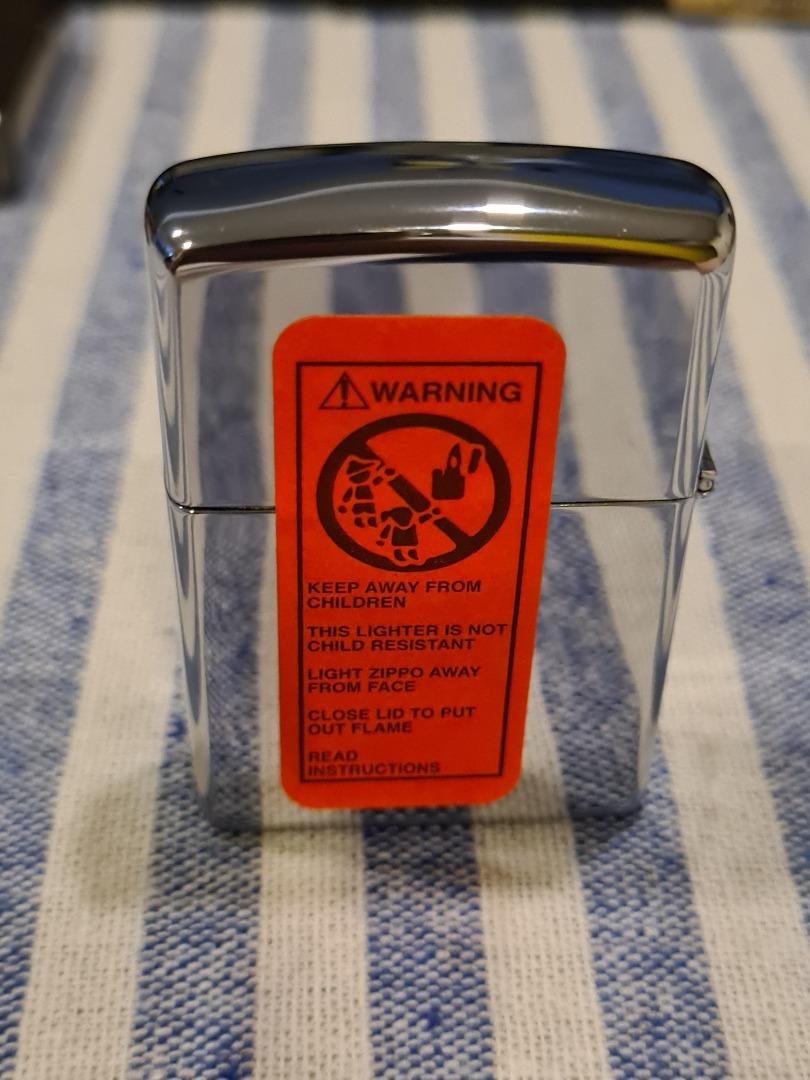 WARNING
KEEP AWAY FROM
CHILDREN
THIS LIGHTER IS NOT
CHILD RESISTANT
LIGHT ZIPPO AWAY
FROM FACE
CLOSE LID TO PUT
OUT FLAME
READ
INSTRUCTIONS